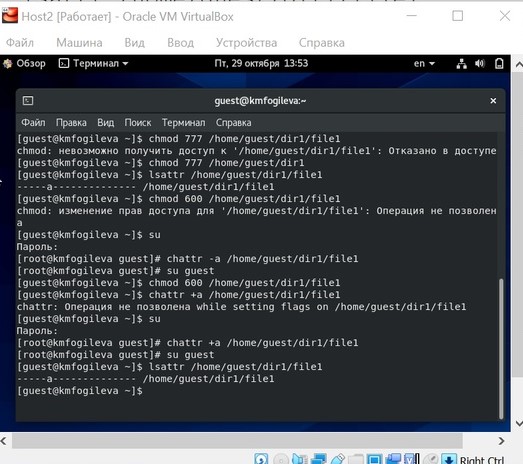 Host2 [Работает] - Oracle VM VirtualBox
Файл Машина Вид Ввод Устройства Справка
Обзор Терминал Пт, 29 октября 13:53 en
guest@kmfogileva:~
Файл Правка Вид Поиск Терминал Справка
[guest@kmfogileva ~]$ chmod 777 /home/guest/dir1/file1
chmod: невозможно получить доступ к '/home/guest/dir1/file1': Отказано в доступе
[guest@kmfogileva ~]$ chmod 777 /home/guest/dir1
[guest@kmfogileva ~]$ lsattr /home/guest/dir1/file1
-----a-------------- /home/guest/dir1/file1
[guest@kmfogileva ~]$ chmod 600 /home/guest/dir1/file1
chmod: изменение прав доступа для '/home/guest/dir1/file1': Операция не позволен
а
[guest@kmfogileva ~]$ su
Пароль:
[root@kmfogileva guest]# chattr -a /home/guest/dir1/file1
[root@kmfogileva guest]# su guest
[guest@kmfogileva ~]$ chmod 600 /home/guest/dir1/file1
[guest@kmfogileva ~]$ chattr +a /home/guest/dir1/file1
chattr: Операция не позволена while setting flags on /home/guest/dir1/file1
[guest@kmfogileva ~]$ su
Пароль:
[root@kmfogileva guest]# chattr +a /home/guest/dir1/file1
[root@kmfogileva guest]# su guest
[guest@kmfogileva ~]$ lsattr /home/guest/dir1/file1
-----a-------------- /home/guest/dir1/file1
[guest@kmfogileva ~]$
Right Ctrl